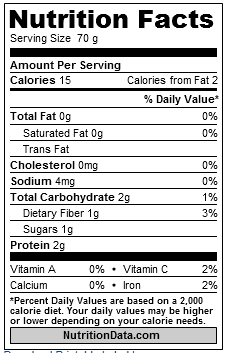 Nutrition Facts
Serving Size 70 g
Amount Per Serving
Calories 15 Calories from Fat 2
% Daily Value*
Total Fat 0g 0%
Saturated Fat 0g 0%
Trans Fat
Cholesterol 0mg 0%
Sodium 4mg 0%
Total Carbohydrate 2g 1%
Dietary Fiber 1g 3%
Sugars 1g
Protein 2g
Vitamin A 0% • Vitamin C 2%
Calcium 0% • Iron 2%
*Percent Daily Values are based on a 2,000
calorie diet. Your daily values may be higher
or lower depending on your calorie needs.
NutritionData.com